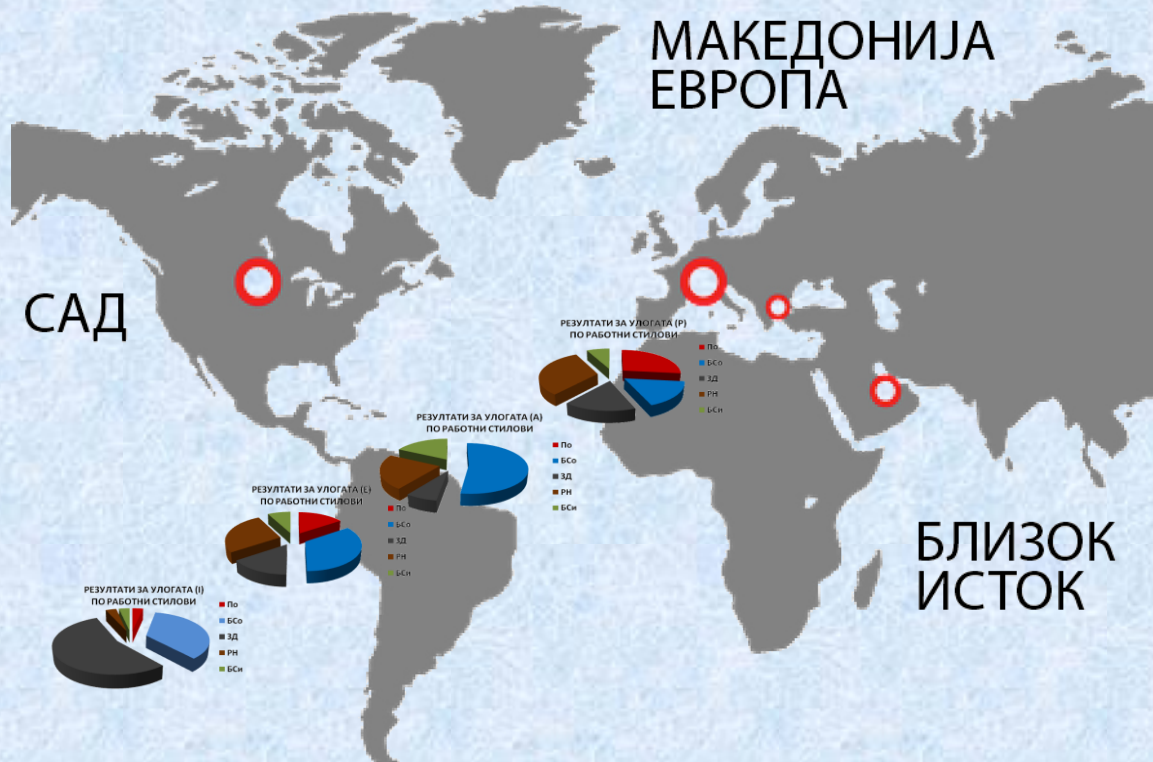 МАКЕДОНИЈА
ЕВРОПА
САД
РЕЗУЛТАТИ ЗА УЛОГАТА (P)
ПО РАБОТНИ СТИЛОВИ
По
БСо
ЗД
РН
БСи
РЕЗУЛТАТИ ЗА УЛОГАТА (A)
ПО РАБОТНИ СТИЛОВИ
По
БСо
ЗД
РН
БСи
РЕЗУЛТАТИ ЗА УЛОГАТА (E)
ПО РАБОТНИ СТИЛОВИ
По
БСо
ЗД
РН
БСи
БЛИЗОК
ИСТОК
РЕЗУЛТАТИ ЗА УЛОГАТА (I)
ПО РАБОТНИ СТИЛОВИ
По
БСо
ЗД
РН
БСи